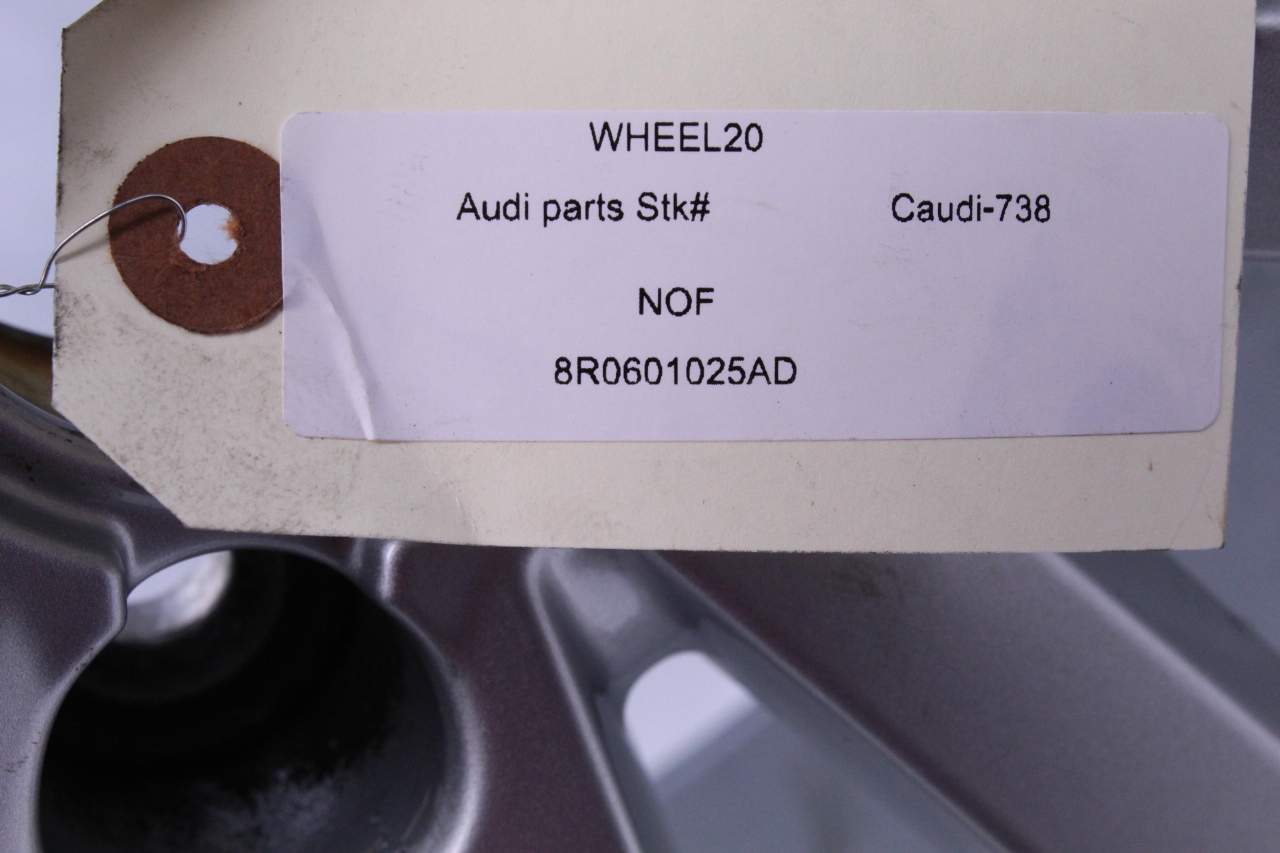 WHEEL20
Audi parts Stk# Caudi-738
NOF
8R0601025AD